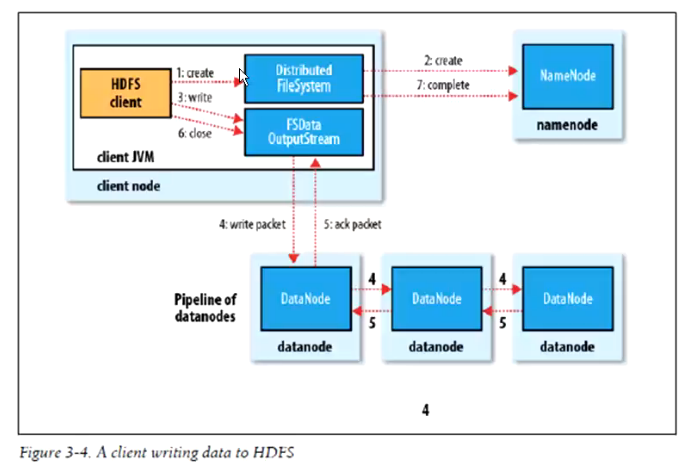 HDFS
client
1: create
3: write
6: close
Distributed
FileSystem
FSData
OutputStream
client JVM
client node
2: create
7: complete
NameNode
namenode
4: write packet
5: ack packet
Pipeline of
datanodes
DataNode
datanode
4
5
DataNode
datanode
4
5
DataNode
datanode
4
Figure 3-4. A client writing data to HDFS